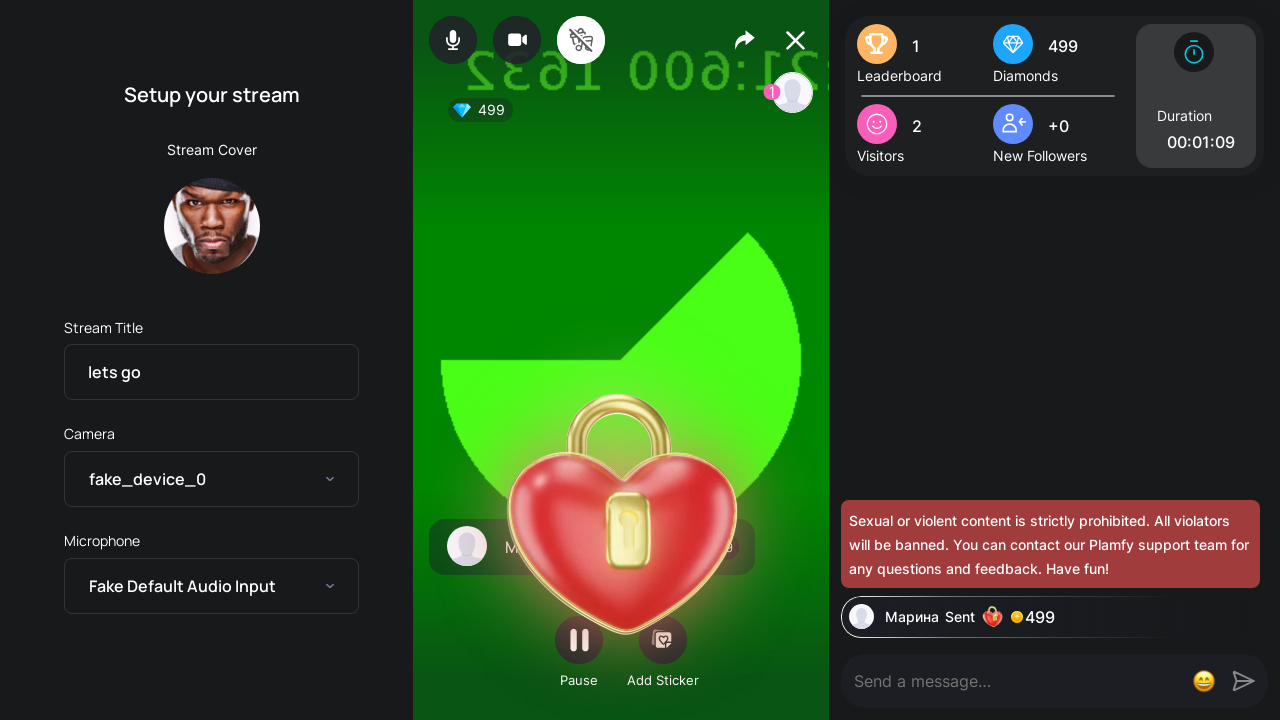 Setup your stream
Stream Cover
Stream Title
lets go
Camera
fake_device_0
Microphone
Fake Default Audio Input
499
1
Pause
Add Sticker
1
Leaderboard
499
Diamonds
2
Visitors
+0
New Followers
Duration
00:01:09
Sexual or violent content is strictly prohibited. All violators
will be banned. You can contact our Plamfy support team for
any questions and feedback. Have fun!
Марина Sent 499
Send a message...